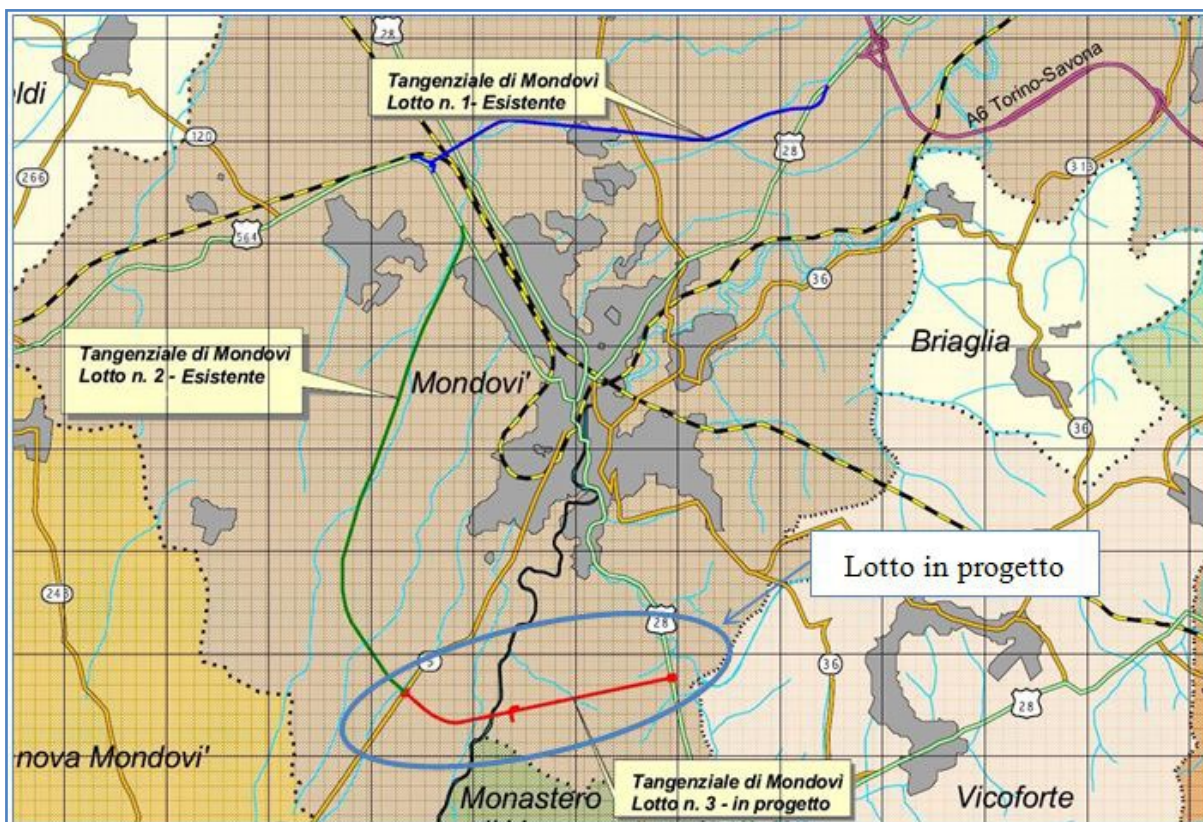 28
Tangenziale di Mondovì
Lotto n. 1- Esistente
A6 Torino-Savona
ldi
120
28
266
313
564
36
Tangenziale di Mondovì
Lotto n. 2 - Esistente
Mondovi'
Briaglia
36
Lotto in progetto
243
28
5
36
28
nova Mondovi'
Tangenziale di Mondovì
Lotto n. 3 - in progetto
Monastero
Vicoforte